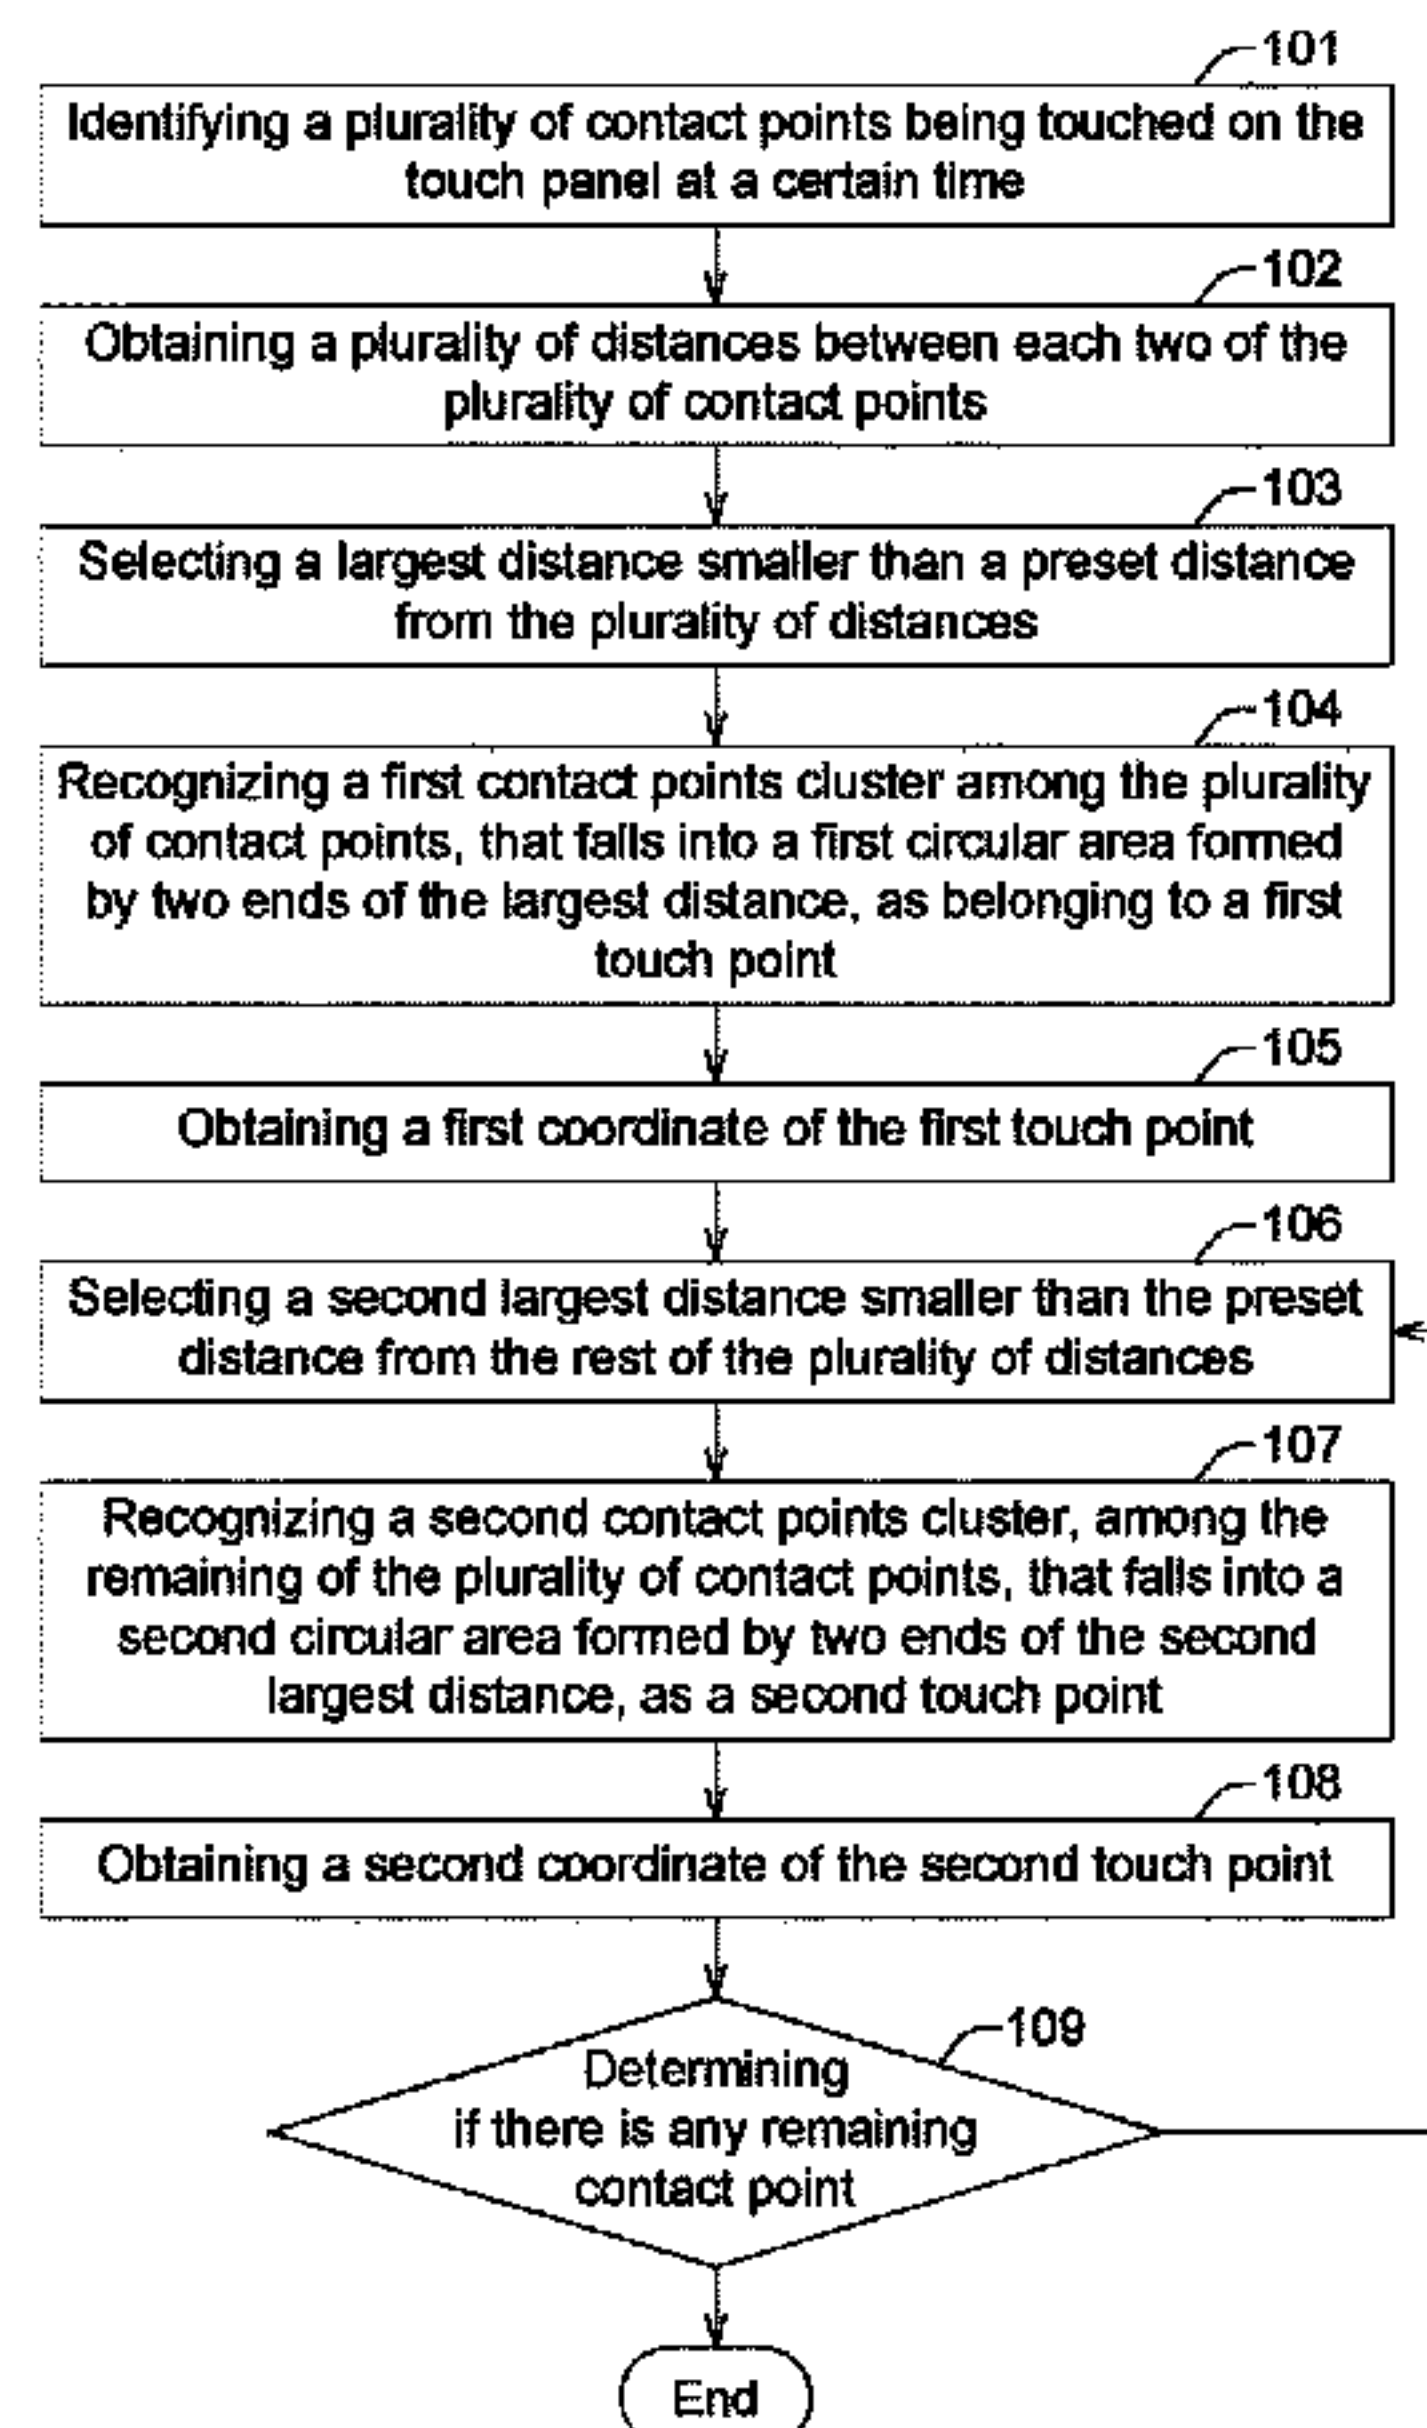 101
Identifying a plurality of contact points being touched on the
touch panel at a certain time
102
Obtaining a plurality of distances between each two of the
plurality of contact points
103
Selecting a largest distance smaller than a preset distance
from the plurality of distances
104
Recognizing a first contact points cluster among the plurality
of contact points, that falls into a first circular area formed
by two ends of the largest distance, as belonging to a first
touch point
105
Obtaining a first coordinate of the first touch point
106
Selecting a second largest distance smaller than the preset
distance from the rest of the plurality of distances
107
Recognizing a second contact points cluster, among the
remaining of the plurality of contact points, that falls into a
second circular area formed by two ends of the second
largest distance, as a second touch point
108
Obtaining a second coordinate of the second touch point
109
Determining
if there is any remaining
contact point
End